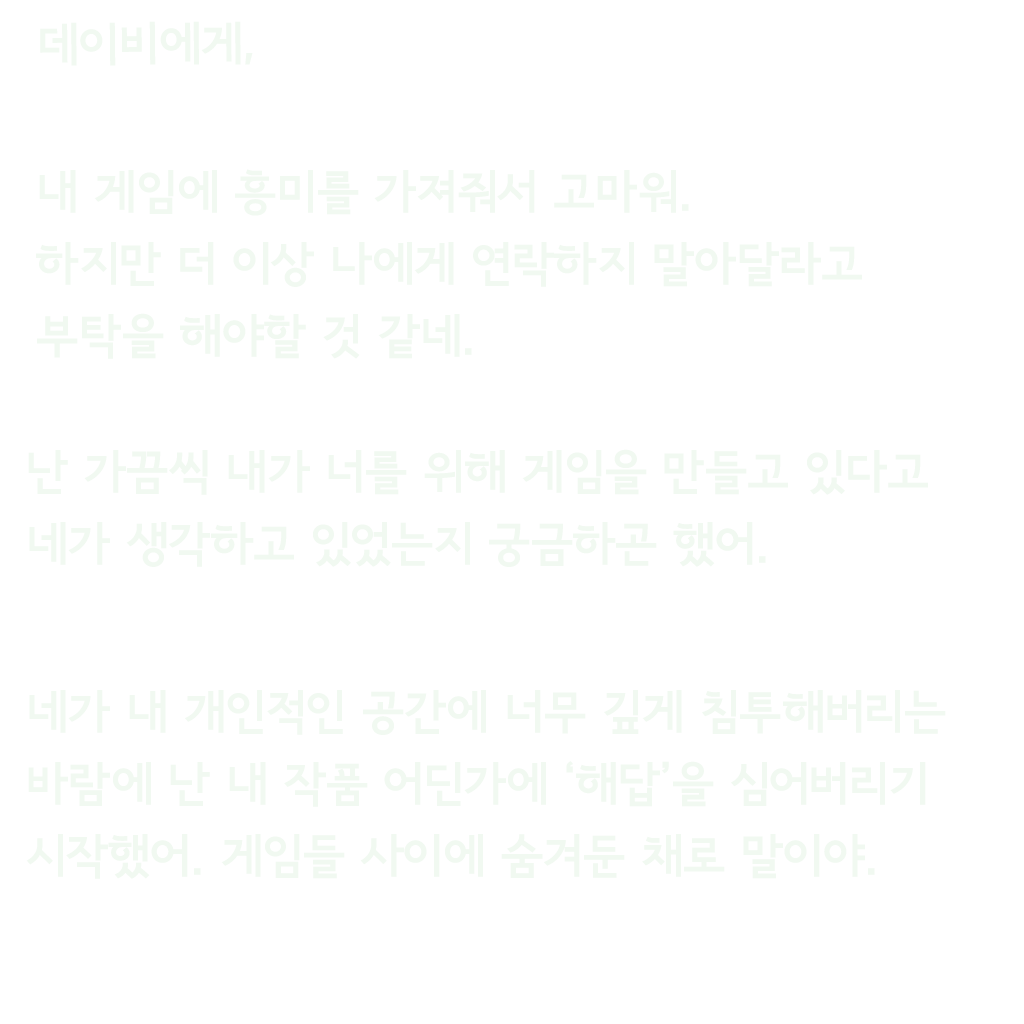 데이비에게,
내 게임에 흥미를 가져줘서 고마워.
하지만 더 이상 나에게 연락하지 말아달라고
부탁을 해야할 것 같네.
난 가끔씩 내가 너를 위해 게임을 만들고 있다고
네가 생각하고 있었는지 궁금하곤 했어.
네가 내 개인적인 공간에 너무 깊게 침투해버리는
바람에 난 내 작품 어딘가에 ‘해답’을 심어버리기
시작했어. 게임들 사이에 숨겨둔 채로 말이야.